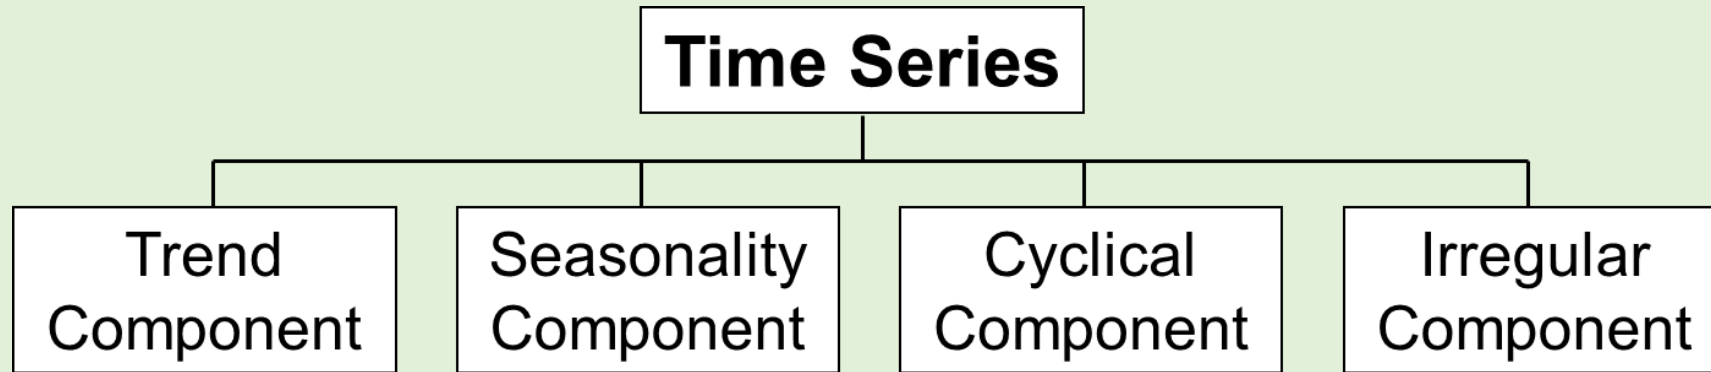 Time Series
Trend
Component
Seasonality
Component
Cyclical
Component
Irregular
Component